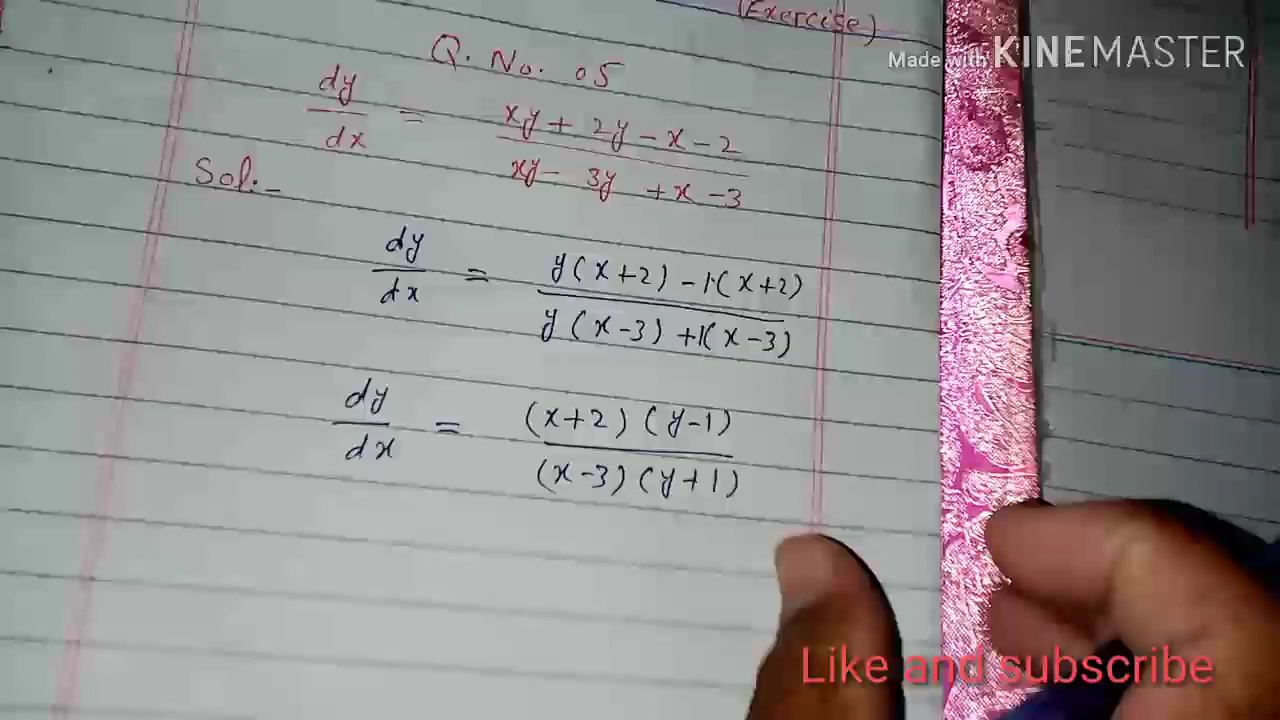 (Exercise)
Made with KINEMASTER
Q. No. 05
dy/dx = xy + 2y - x - 2 / xy - 3y + x - 3
Sol:-
dy/dx = y(x+2) - 1(x+2) / y(x-3) + 1(x-3)
dy/dx = (x+2)(y-1) / (x-3)(y+1)
Like and subscribe